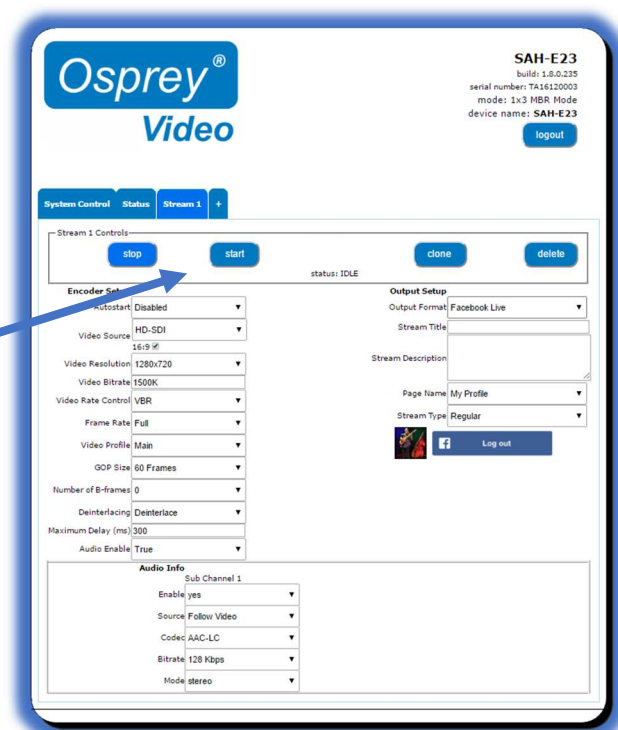 Osprey®
Video
SAH-E23
build: 1.8.0.235
serial number: TA16120003
mode: 1x3 MBR Mode
device name: SAH-E23
logout
System Control Status Stream 1 +
Stream 1 Controls
stop start clone delete
status: IDLE
Encoder Set
Autostart Disabled
Video Source HD-SDI
16:9
Video Resolution 1280x720
Video Bitrate 1500K
Video Rate Control VBR
Frame Rate Full
Video Profile Main
GOP Size 60 Frames
Number of B-frames 0
Deinterlacing Deinterlace
Maximum Delay (ms) 300
Audio Enable True
Output Setup
Output Format Facebook Live
Stream Title
Stream Description
Page Name My Profile
Stream Type Regular
f Log out
Audio Info
Sub Channel 1
Enable yes
Source Follow Video
Codec AAC-LC
Bitrate 128 Kbps
Mode stereo